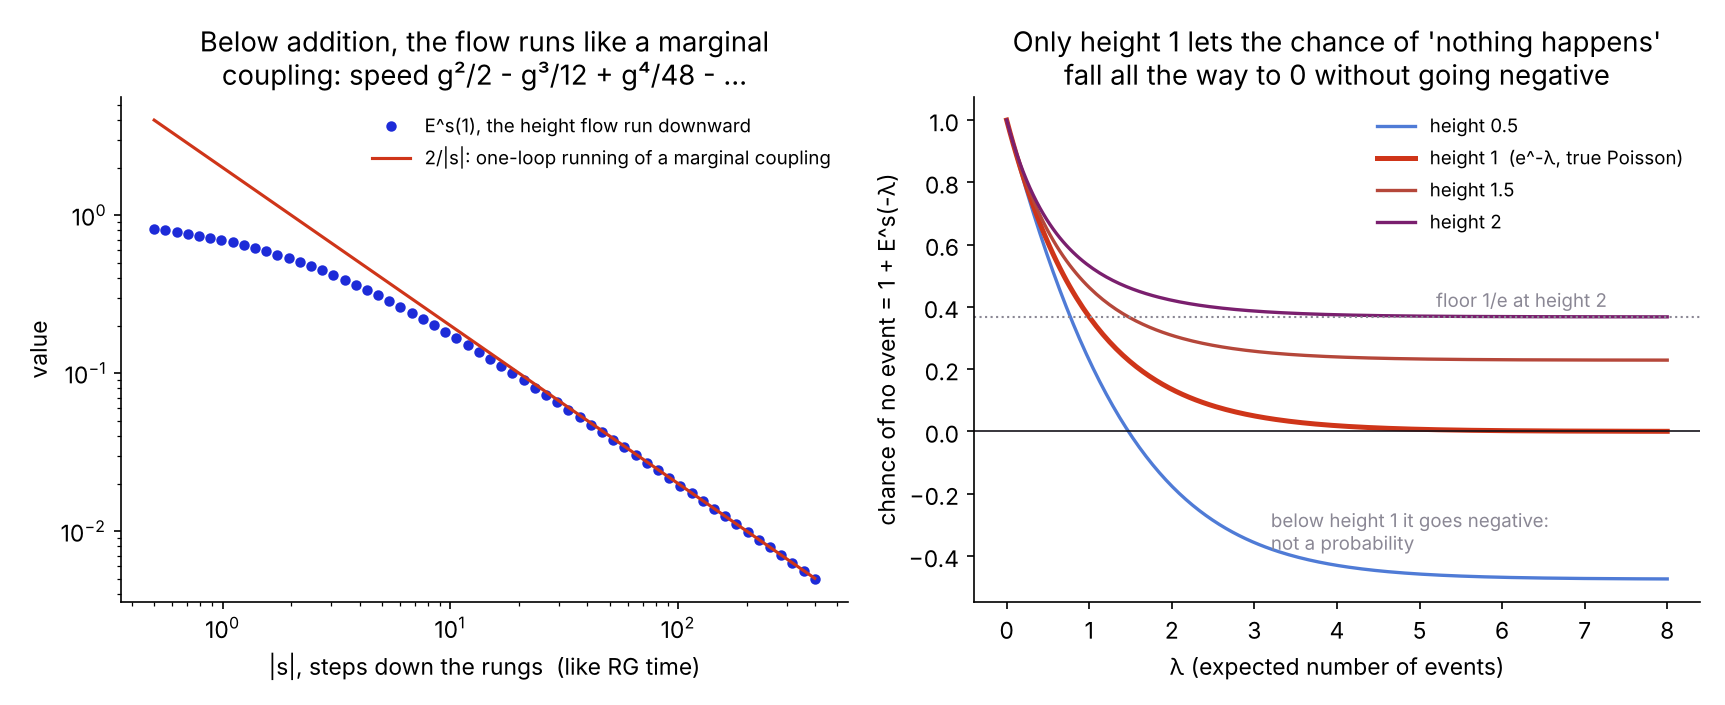 Below addition, the flow runs like a marginal
coupling: speed g²/2 - g³/12 + g⁴/48 - ...
E^s(1), the height flow run downward
2/|s|: one-loop running of a marginal coupling
value
10⁰
10⁻¹
10⁻²
10⁰
10¹
10²
|s|, steps down the rungs (like RG time)
Only height 1 lets the chance of 'nothing happens'
fall all the way to 0 without going negative
height 0.5
height 1 (e^-λ, true Poisson)
height 1.5
height 2
floor 1/e at height 2
below height 1 it goes negative:
not a probability
chance of no event = 1 + E^s(-λ)
1.0
0.8
0.6
0.4
0.2
0.0
−0.2
−0.4
0
1
2
3
4
5
6
7
8
λ (expected number of events)